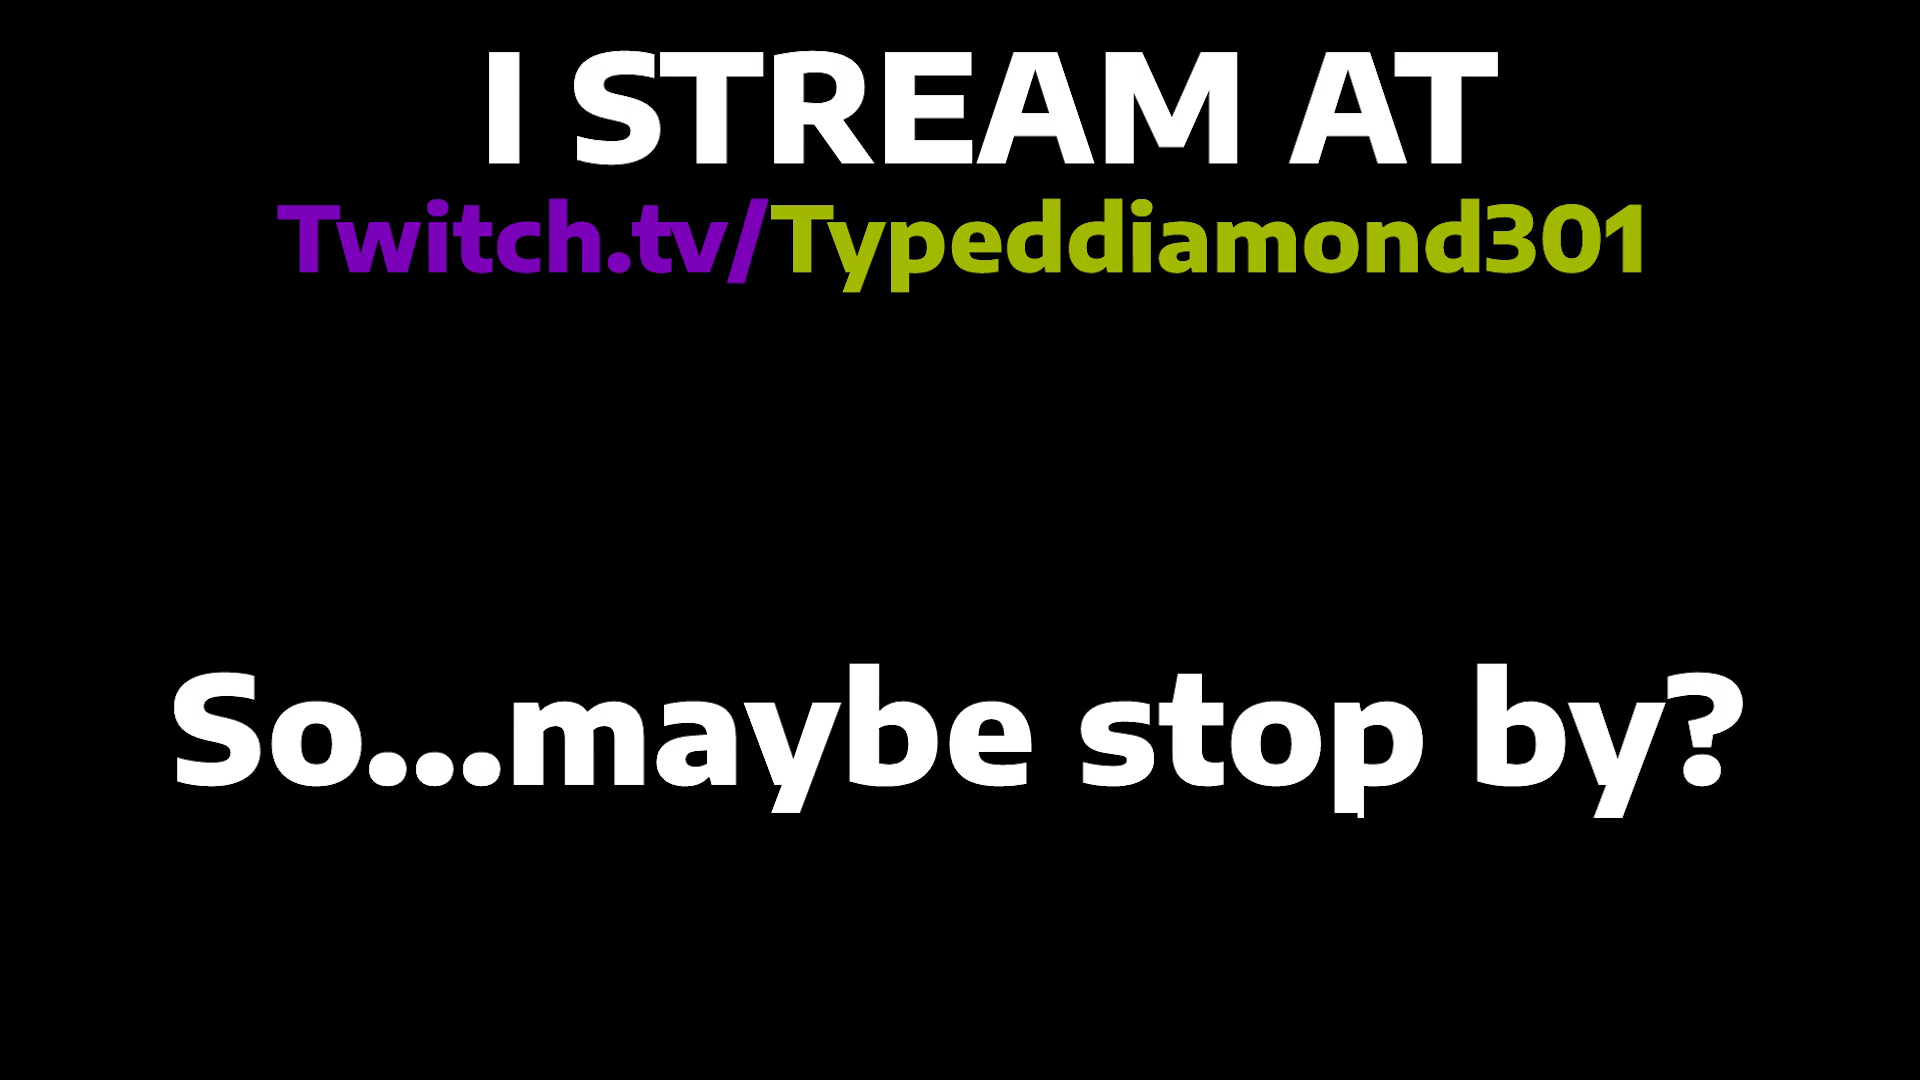 I STREAM AT
Twitch.tv/Typeddiamond301
So...maybe stop by?